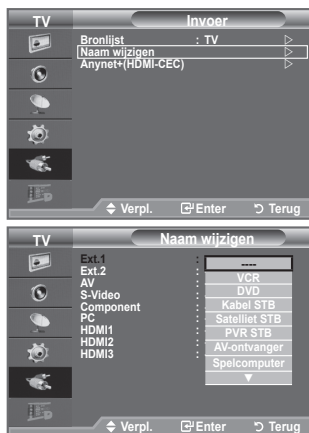 TV Invoer
Bronlijst : TV
Naam wijzigen
Anynet+(HDMI-CEC)
Verpl. Enter Terug
TV Naam wijzigen
Ext.1 : ----
Ext.2 : VCR
AV : DVD
S-Video : Kabel STB
Component : Satelliet STB
PC : PVR STB
HDMI1 : AV-ontvanger
HDMI2 : Spelcomputer
HDMI3 :
Verpl. Enter Terug